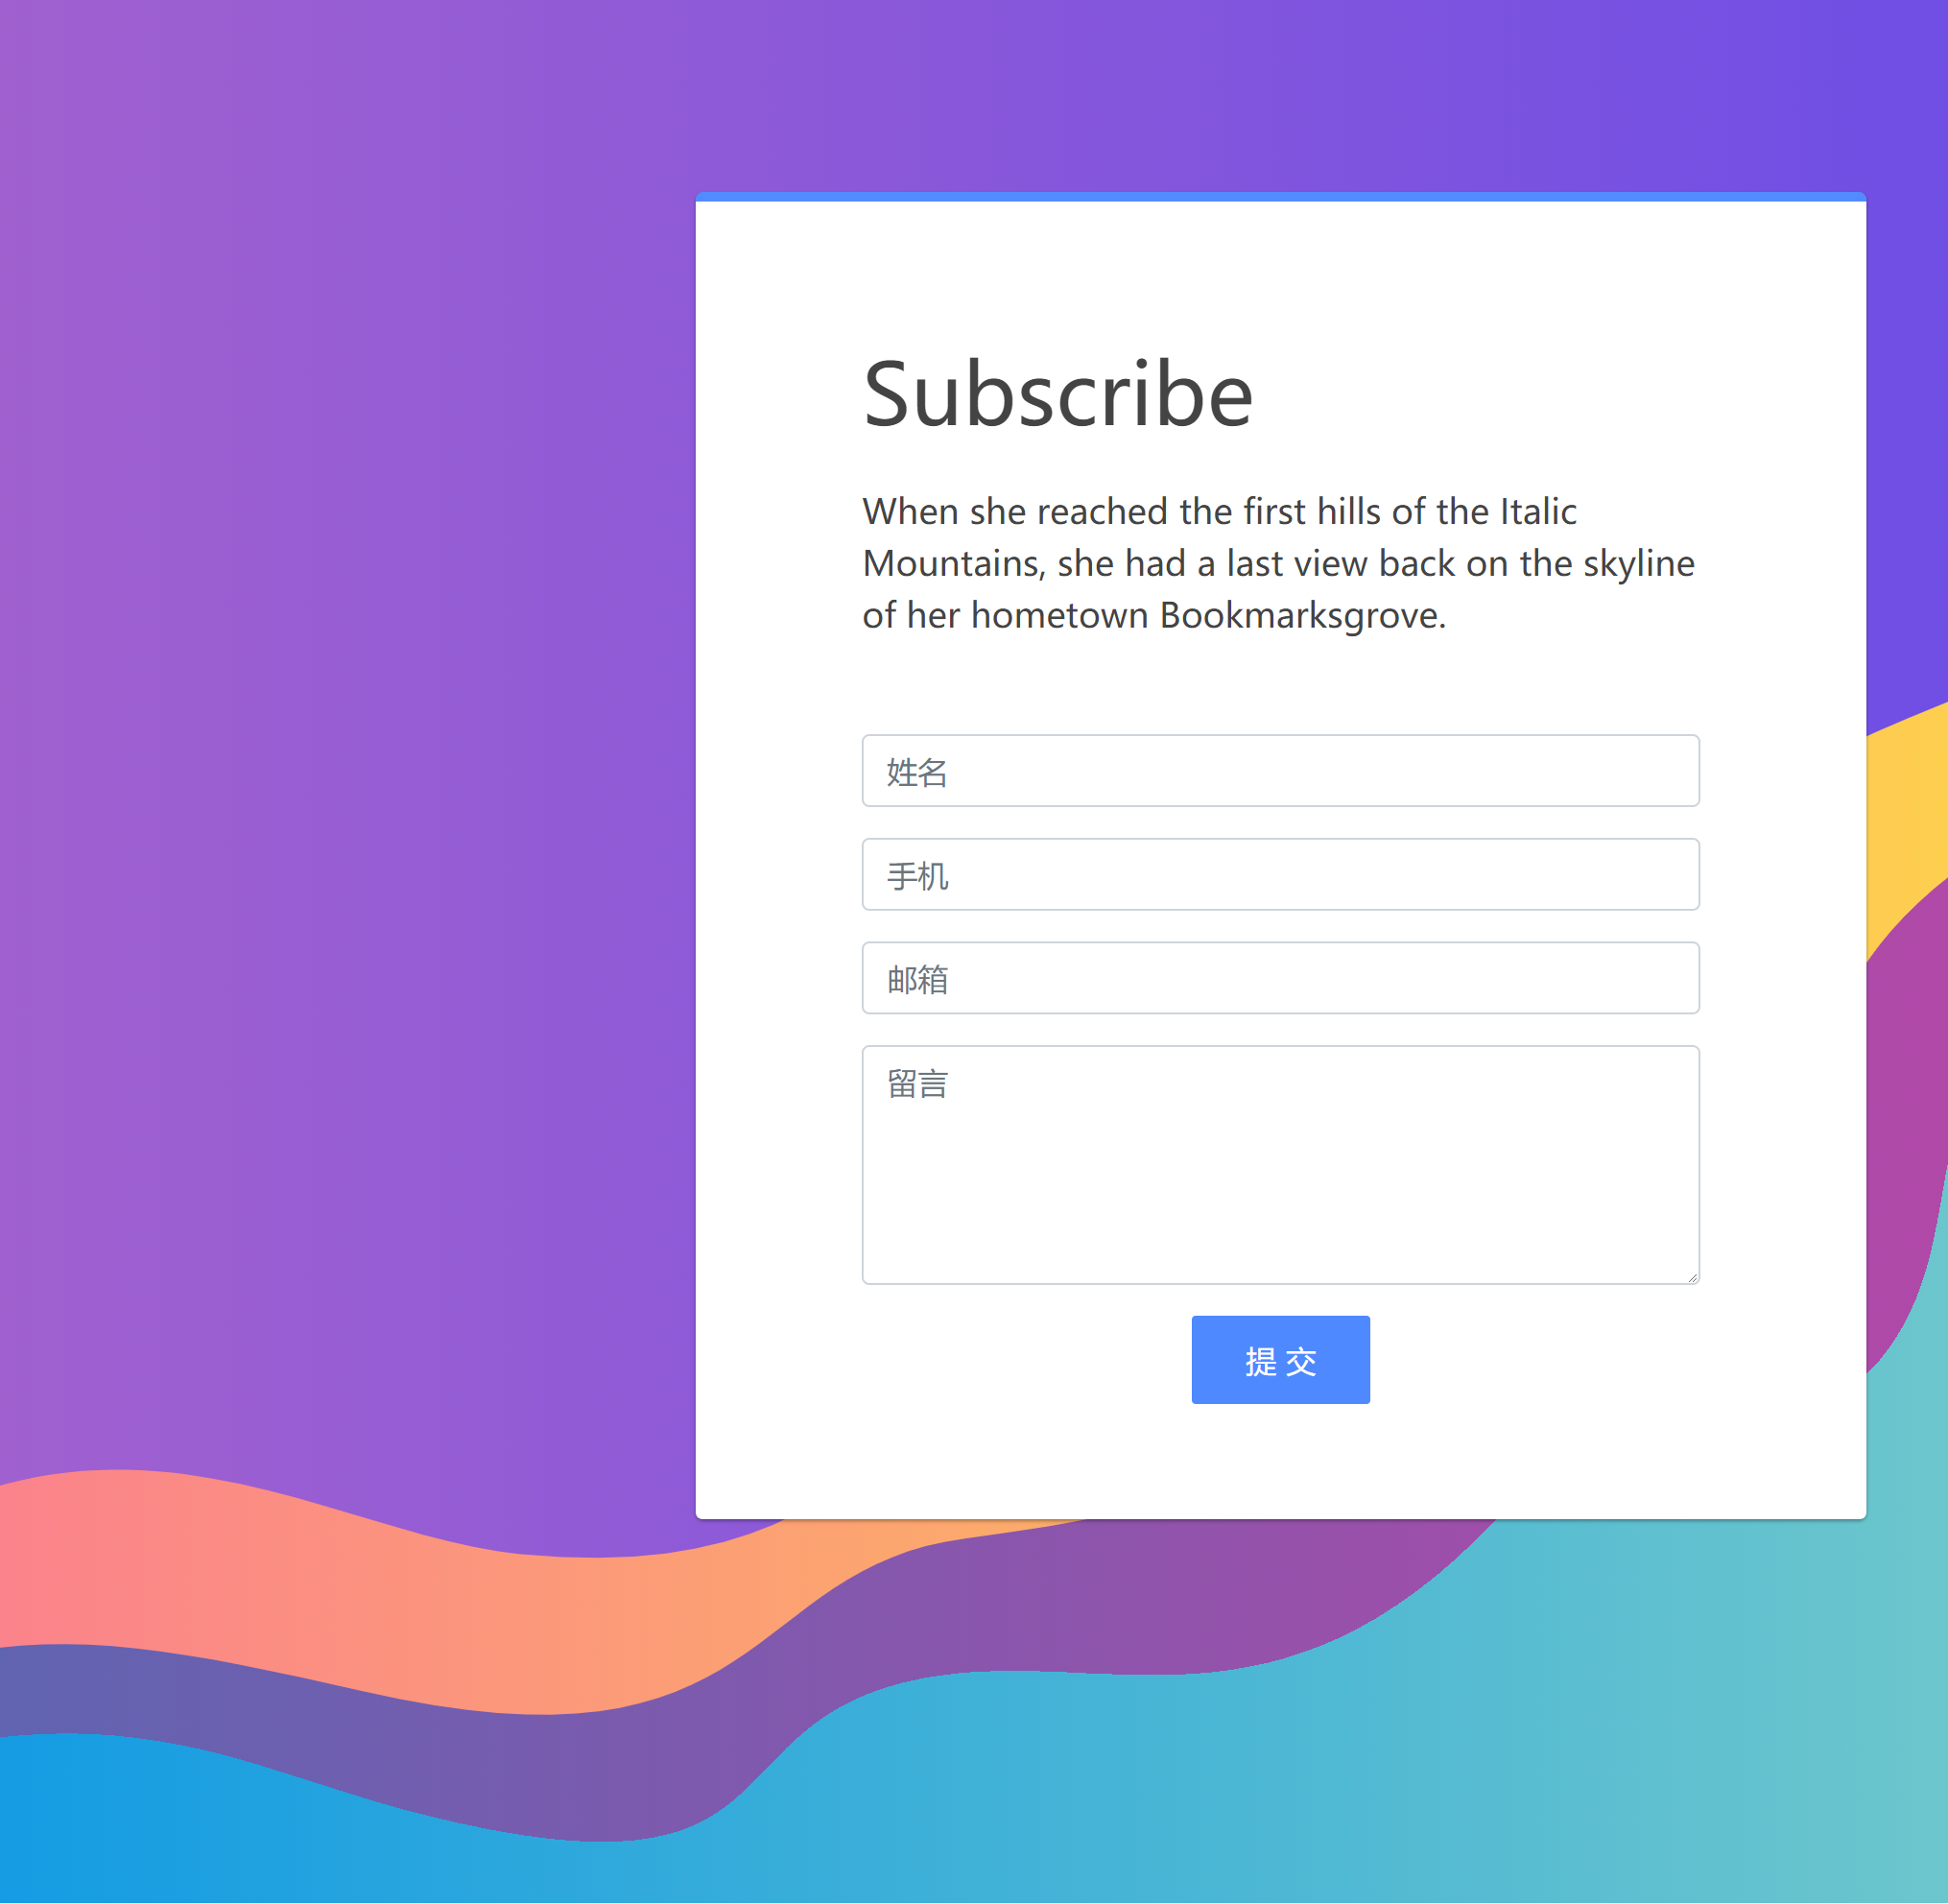 Subscribe
When she reached the first hills of the Italic
Mountains, she had a last view back on the skyline
of her hometown Bookmarksgrove.
姓名
手机
邮箱
留言
提 交